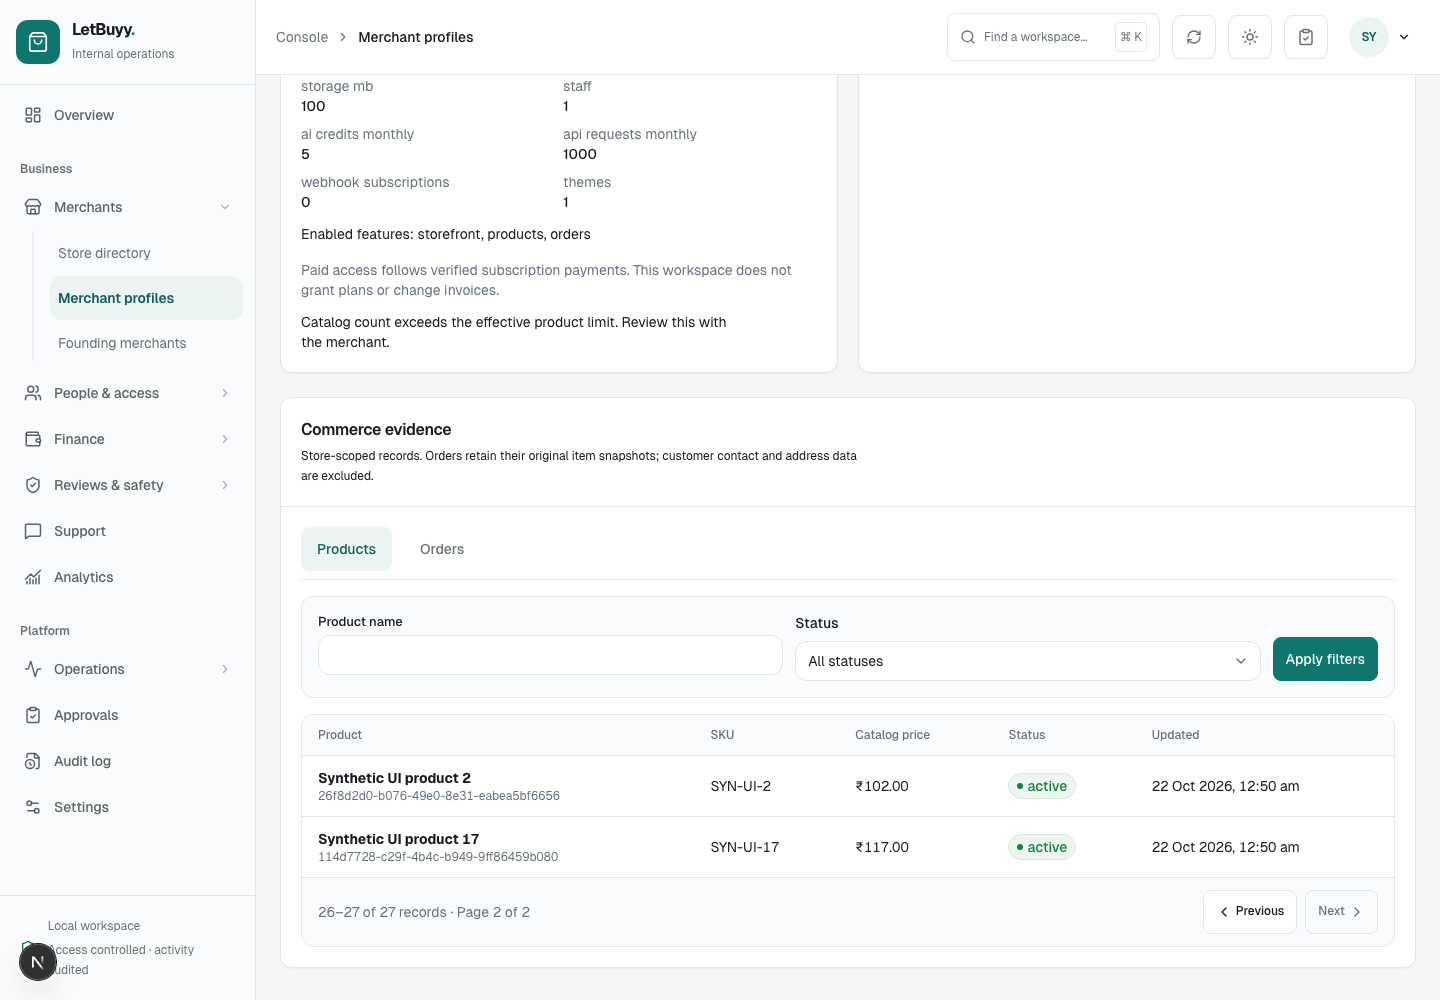 LetBuyy.
Internal operations
Console > Merchant profiles
Find a workspace...
⌘ K
SY
Overview
Business
Merchants
Store directory
Merchant profiles
Founding merchants
People & access
Finance
Reviews & safety
Support
Analytics
Platform
Operations
Approvals
Audit log
Settings
Local workspace
Access controlled · activity
N
storage mb
100
staff
1
ai credits monthly
5
api requests monthly
1000
webhook subscriptions
0
themes
1
Enabled features: storefront, products, orders
Paid access follows verified subscription payments. This workspace does not
grant plans or change invoices.
Catalog count exceeds the effective product limit. Review this with
the merchant.
Commerce evidence
Store-scoped records. Orders retain their original item snapshots; customer contact and address data
are excluded.
Products
Orders
Product name
Status
All statuses
Apply filters
Product SKU Catalog price Status Updated
Synthetic UI product 2
26f8d2d0-b076-49e0-8e31-eabea5bf6656
SYN-UI-2 ₹102.00 active 22 Oct 2026, 12:50 am
Synthetic UI product 17
114d7728-c29f-4b4c-b949-9ff86459b080
SYN-UI-17 ₹117.00 active 22 Oct 2026, 12:50 am
26–27 of 27 records · Page 2 of 2
Previous
Next